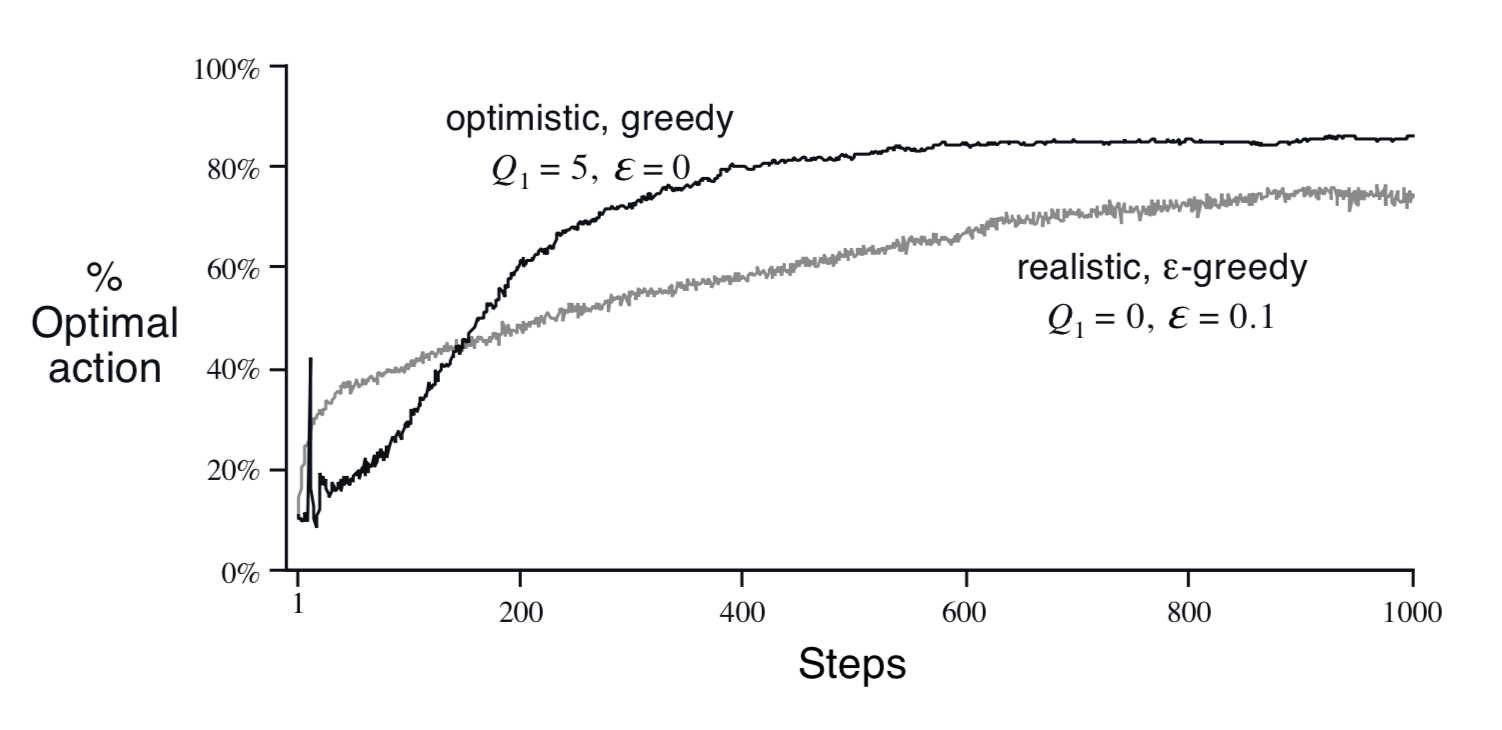 100%
optimistic, greedy
Q₁ = 5, ε = 0
80%
%
Optimal
action
60%
realistic, ε-greedy
Q₁ = 0, ε = 0.1
40%
20%
0%
1
200
400
600
800
1000
Steps